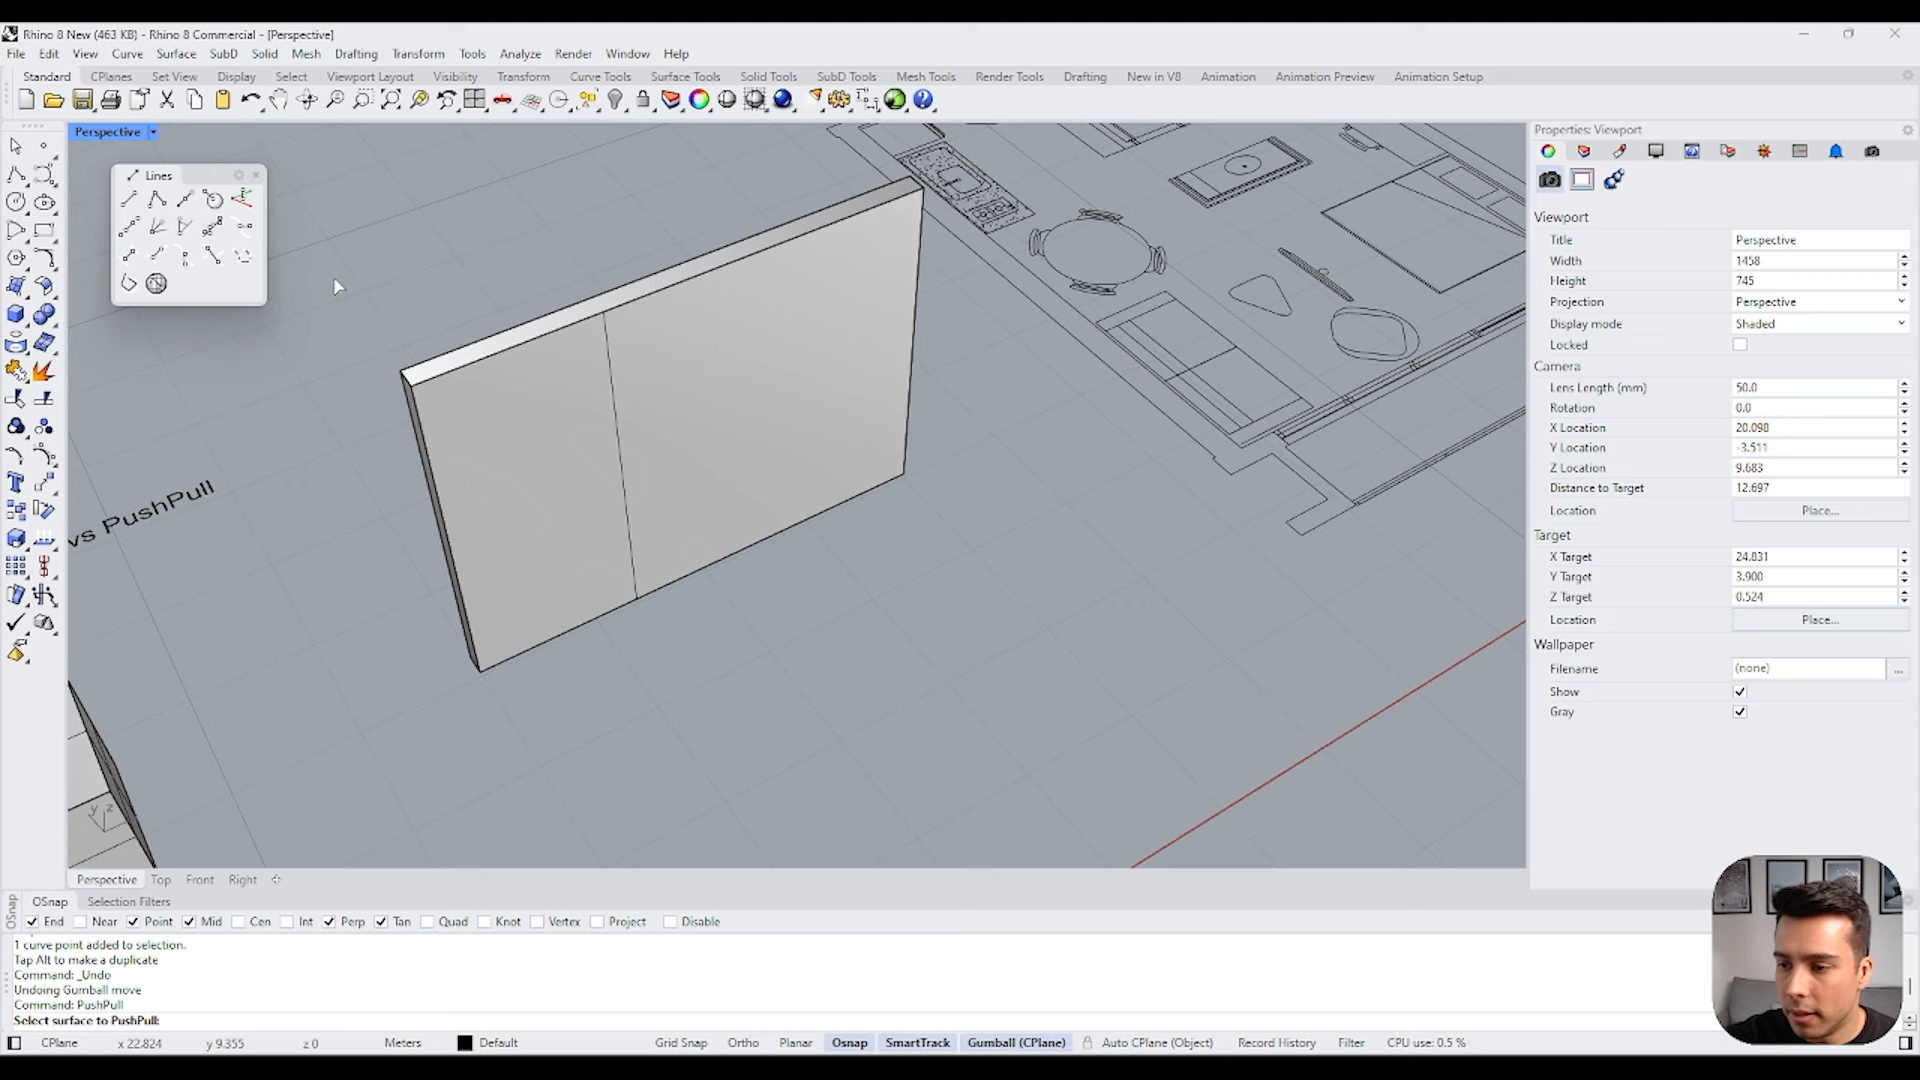 Rhino 8 New (463 KB) - Rhino 8 Commercial - [Perspective]
File Edit View Curve Surface SubD Solid Mesh Drafting Transform Tools Analyze Render Window Help
Standard CPlanes Set View Display Select Viewport Layout Visibility Transform Curve Tools Surface Tools Solid Tools SubD Tools Mesh Tools Render Tools Drafting New in V8 Animation Animation Preview Animation Setup
Perspective
Lines
vs PushPull
y z
Properties: Viewport
Viewport
Title Perspective
Width 1458
Height 745
Projection Perspective
Display mode Shaded
Locked
Camera
Lens Length (mm) 50.0
Rotation 0.0
X Location 20.098
Y Location -3.511
Z Location 9.683
Distance to Target 12.697
Location Place...
Target
X Target 24.831
Y Target 3.900
Z Target 0.524
Location Place...
Wallpaper
Filename (none) ...
Show
Gray
Perspective Top Front Right
OSnap
OSnap Selection Filters
End Near Point Mid Cen Int Perp Tan Quad Knot Vertex Project Disable
1 curve point added to selection.
Tap Alt to make a duplicate
Command: _Undo
Undoing Gumball move
Command: PushPull
Select surface to PushPull:
CPlane x 22.824 y 9.355 z 0 Meters Default Grid Snap Ortho Planar Osnap SmartTrack Gumball (CPlane) Auto CPlane (Object) Record History Filter CPU use: 0.5 %